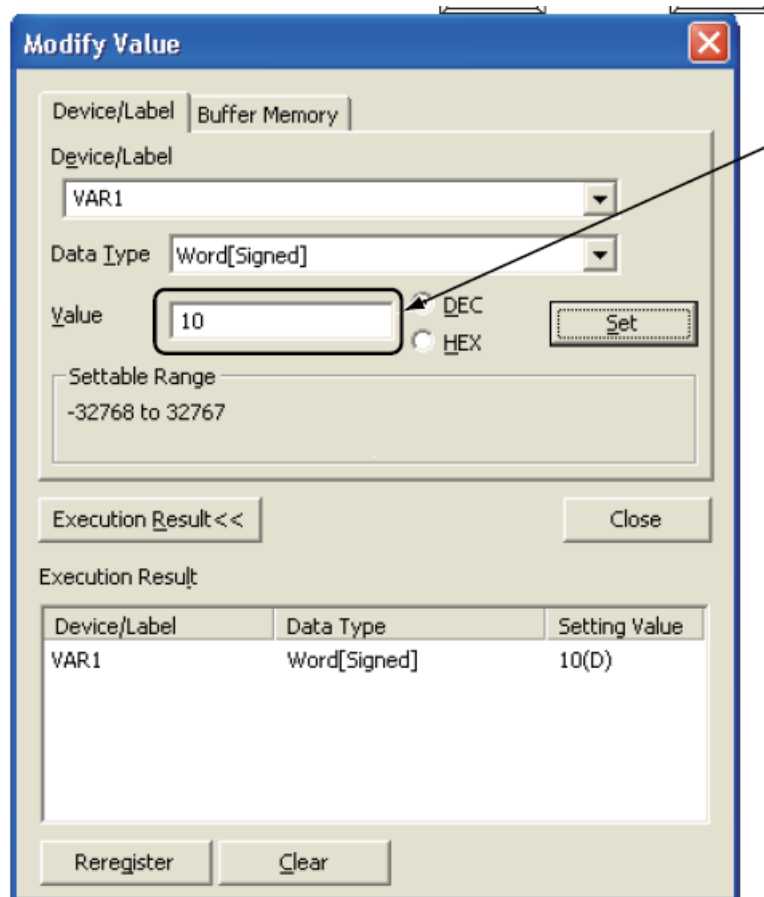 Modify Value
Device/Label Buffer Memory
Device/Label
VAR1
Data Type Word[Signed]
Value 10 DEC Set
HEX
Settable Range
-32768 to 32767
Execution Result<< Close
Execution Result
Device/Label Data Type Setting Value
VAR1 Word[Signed] 10(D)
Reregister Clear